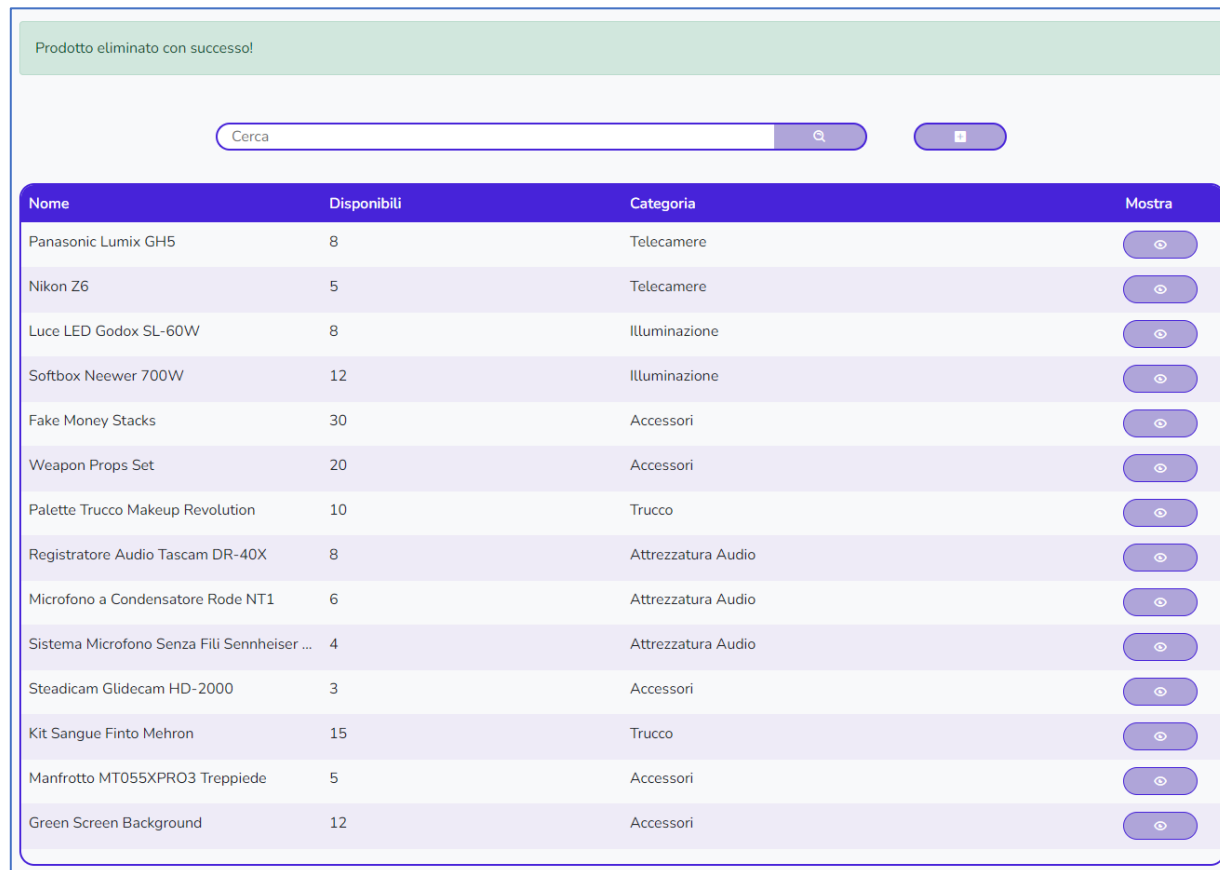 Prodotto eliminato con successo!
Cerca
Nome Disponibili Categoria Mostra
Panasonic Lumix GH5 8 Telecamere
Nikon Z6 5 Telecamere
Luce LED Godox SL-60W 8 Illuminazione
Softbox Neewer 700W 12 Illuminazione
Fake Money Stacks 30 Accessori
Weapon Props Set 20 Accessori
Palette Trucco Makeup Revolution 10 Trucco
Registratore Audio Tascam DR-40X 8 Attrezzatura Audio
Microfono a Condensatore Rode NT1 6 Attrezzatura Audio
Sistema Microfono Senza Fili Sennheiser ... 4 Attrezzatura Audio
Steadicam Glidecam HD-2000 3 Accessori
Kit Sangue Finto Mehron 15 Trucco
Manfrotto MT055XPRO3 Treppiede 5 Accessori
Green Screen Background 12 Accessori